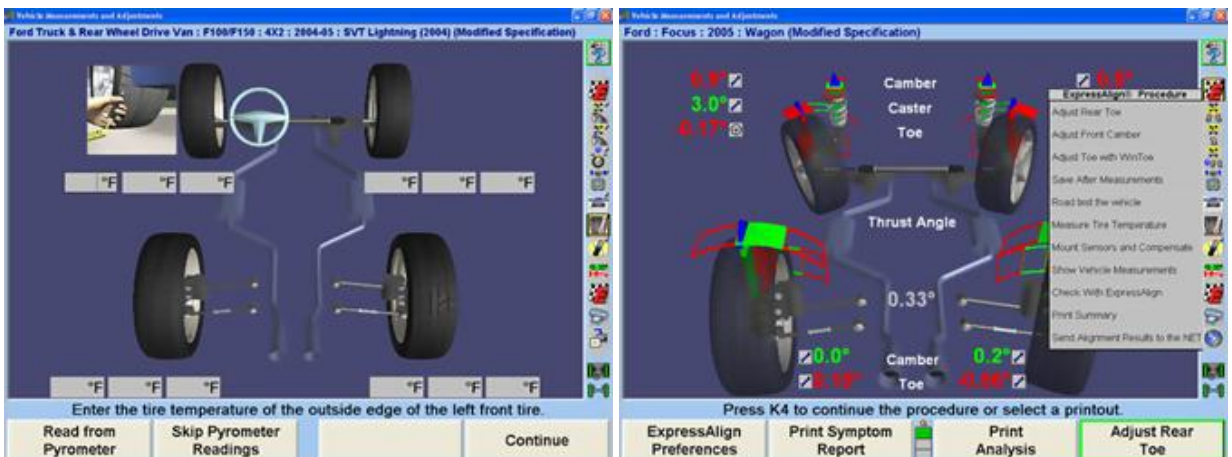 Vehicle Measurements and Adjustments
Ford Truck & Rear Wheel Drive Van : F100/F150 : 4X2 : 2004-05 : SVT Lightning (2004) (Modified Specification)
°F °F °F °F °F °F
°F °F °F °F °F °F
Enter the tire temperature of the outside edge of the left front tire.
Read from Pyrometer
Skip Pyrometer Readings
Continue
Vehicle Measurements and Adjustments
Ford : Focus : 2005 : Wagon (Modified Specification)
Camber
3.0° Caster
-0.17° Toe
ExpressAlign® Procedure
Adjust Rear Toe
Adjust Front Camber
Adjust Toe with WinToe
Save After Measurements
Road test the vehicle
Measure Tire Temperature
Mount Sensors and Compensate
Show Vehicle Measurements
Check With ExpressAlign
Print Summary
Send Alignment Results to the NET
Thrust Angle
0.33°
0.0° Camber 0.2°
Toe
Press K4 to continue the procedure or select a printout.
ExpressAlign Preferences
Print Symptom Report
Print Analysis
Adjust Rear Toe